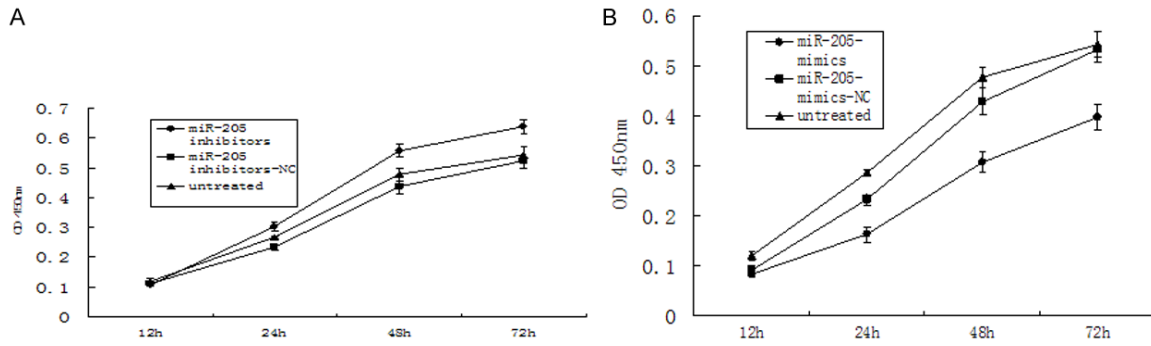 A
0.7
0.6
0.5
0.4
0.3
0.2
0.1
0
OD 450nm
miR-205
inhibitors
miR-205
inhibitors-NC
untreated
12h
24h
48h
72h
B
0.6
0.5
0.4
0.3
0.2
0.1
0
OD 450nm
miR-205-
mimics
miR-205-
mimics-NC
untreated
12h
24h
48h
72h